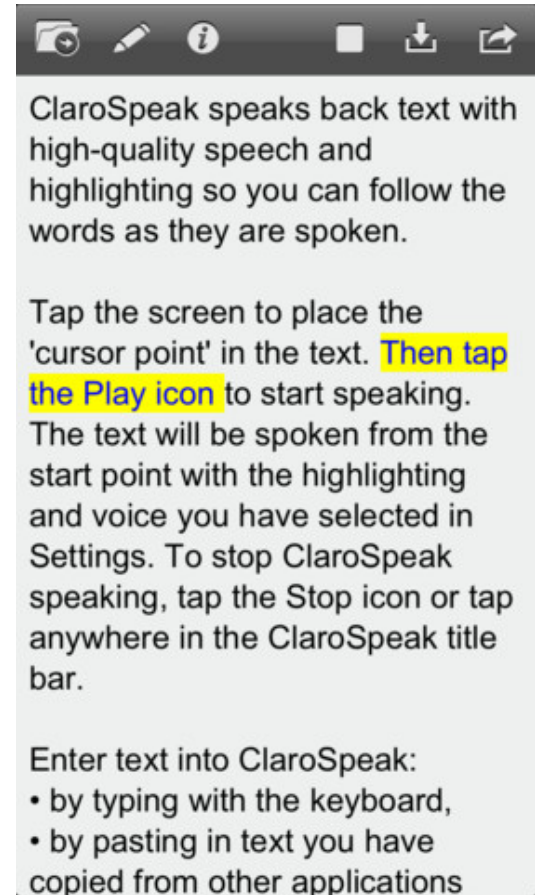 ClaroSpeak speaks back text with
high-quality speech and
highlighting so you can follow the
words as they are spoken.
Tap the screen to place the
'cursor point' in the text. Then tap
the Play icon to start speaking.
The text will be spoken from the
start point with the highlighting
and voice you have selected in
Settings. To stop ClaroSpeak
speaking, tap the Stop icon or tap
anywhere in the ClaroSpeak title
bar.
Enter text into ClaroSpeak:
• by typing with the keyboard,
• by pasting in text you have
copied from other applications